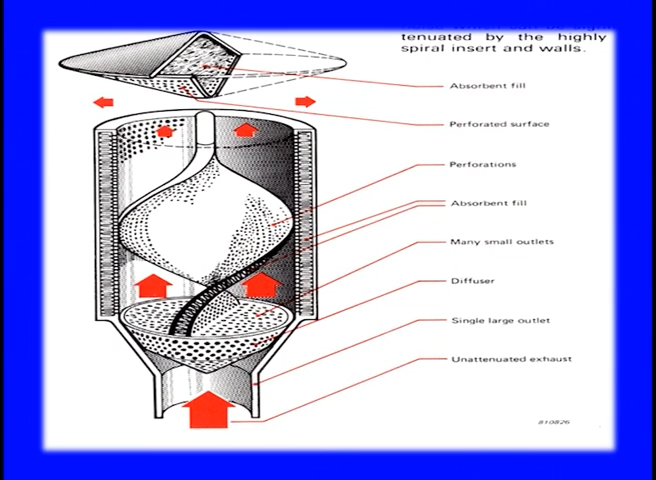 tenuated by the highly
spiral insert and walls.
Absorbent fill
Perforated surface
Perforations
Absorbent fill
Many small outlets
Diffuser
Single large outlet
Unattenuated exhaust
810826